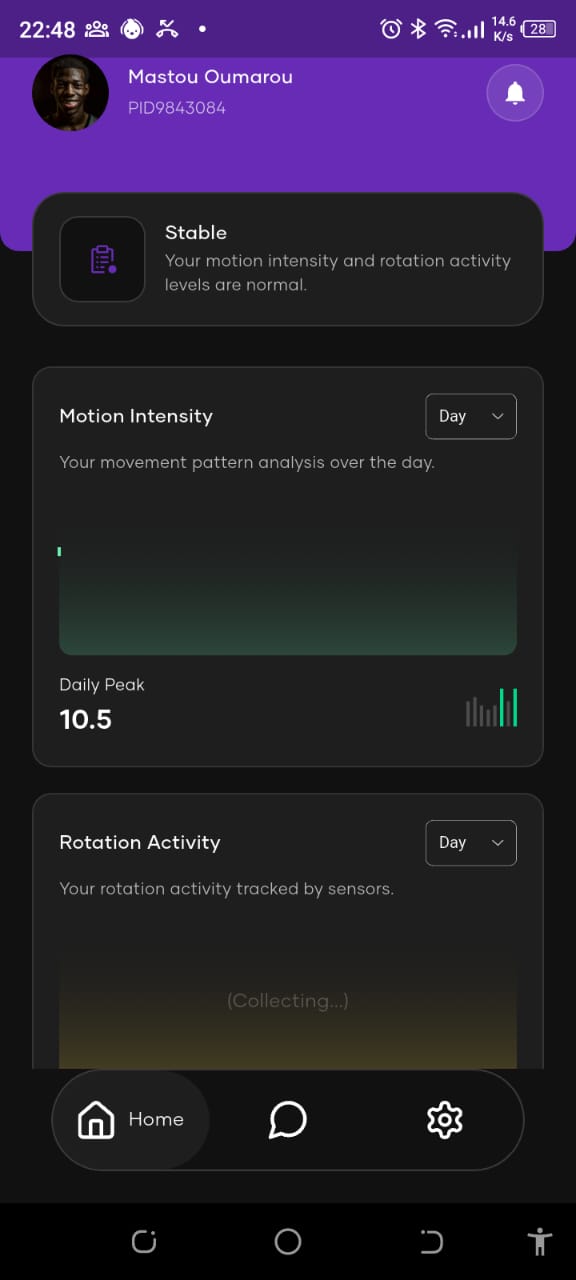 22:48
14.6
K/s
28
Mastou Oumarou
PID9843084
Stable
Your motion intensity and rotation activity
levels are normal.
Motion Intensity
Day
Your movement pattern analysis over the day.
Daily Peak
10.5
Rotation Activity
Day
Your rotation activity tracked by sensors.
(Collecting...)
Home